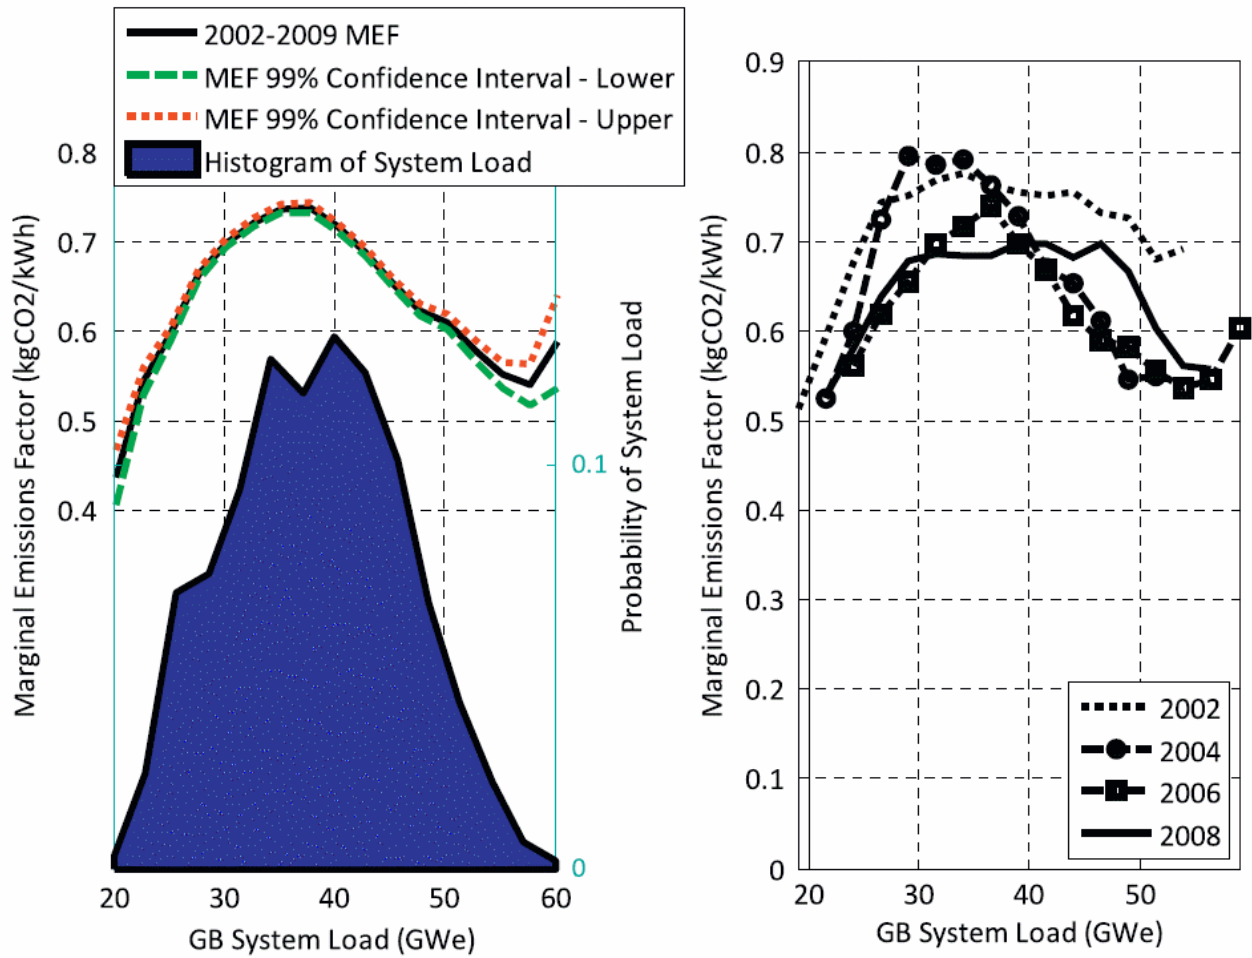 2002-2009 MEF
MEF 99% Confidence Interval - Lower
MEF 99% Confidence Interval - Upper
Histogram of System Load
0.8
0.7
0.6
0.5
0.4
Marginal Emissions Factor (kgCO2/kWh)
0.1
0
Probability of System Load
20 30 40 50 60
GB System Load (GWe)
0.9
0.8
0.7
0.6
0.5
0.4
0.3
0.2
0.1
0
Marginal Emissions Factor (kgCO2/kWh)
2002
2004
2006
2008
20 30 40 50
GB System Load (GWe)